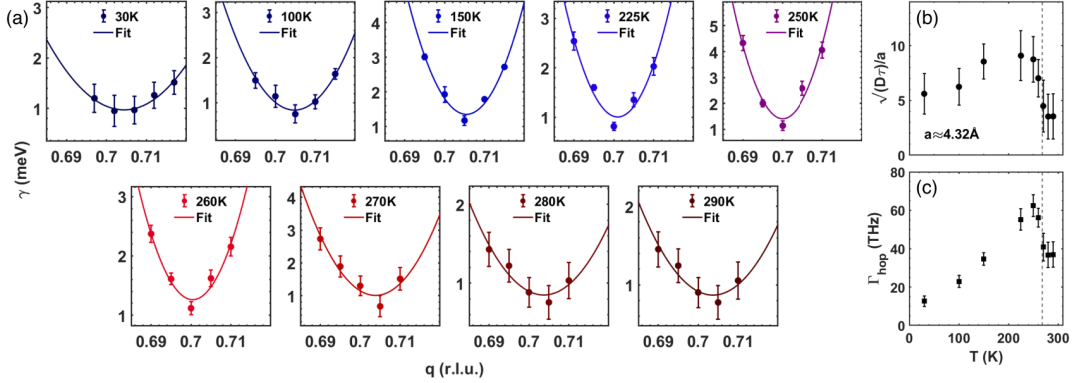 (a)
30K
Fit
100K
Fit
150K
Fit
225K
Fit
250K
Fit
1
2
3
0.69
0.7
0.71
1
2
3
0.69
0.7
0.71
1
2
3
4
0.69
0.7
0.71
1
2
3
0.69
0.7
0.71
1
2
3
4
5
0.69
0.7
0.71
γ (meV)
260K
Fit
270K
Fit
280K
Fit
290K
Fit
1
2
3
0.69
0.7
0.71
1
2
3
4
0.69
0.7
0.71
1
2
0.69
0.7
0.71
1
2
0.69
0.7
0.71
q (r.l.u.)
(b)
√(Dτ)/a
0
5
10
a≈4.32Å
(c)
Γhop (THz)
0
20
40
60
80
0
100
200
300
T (K)